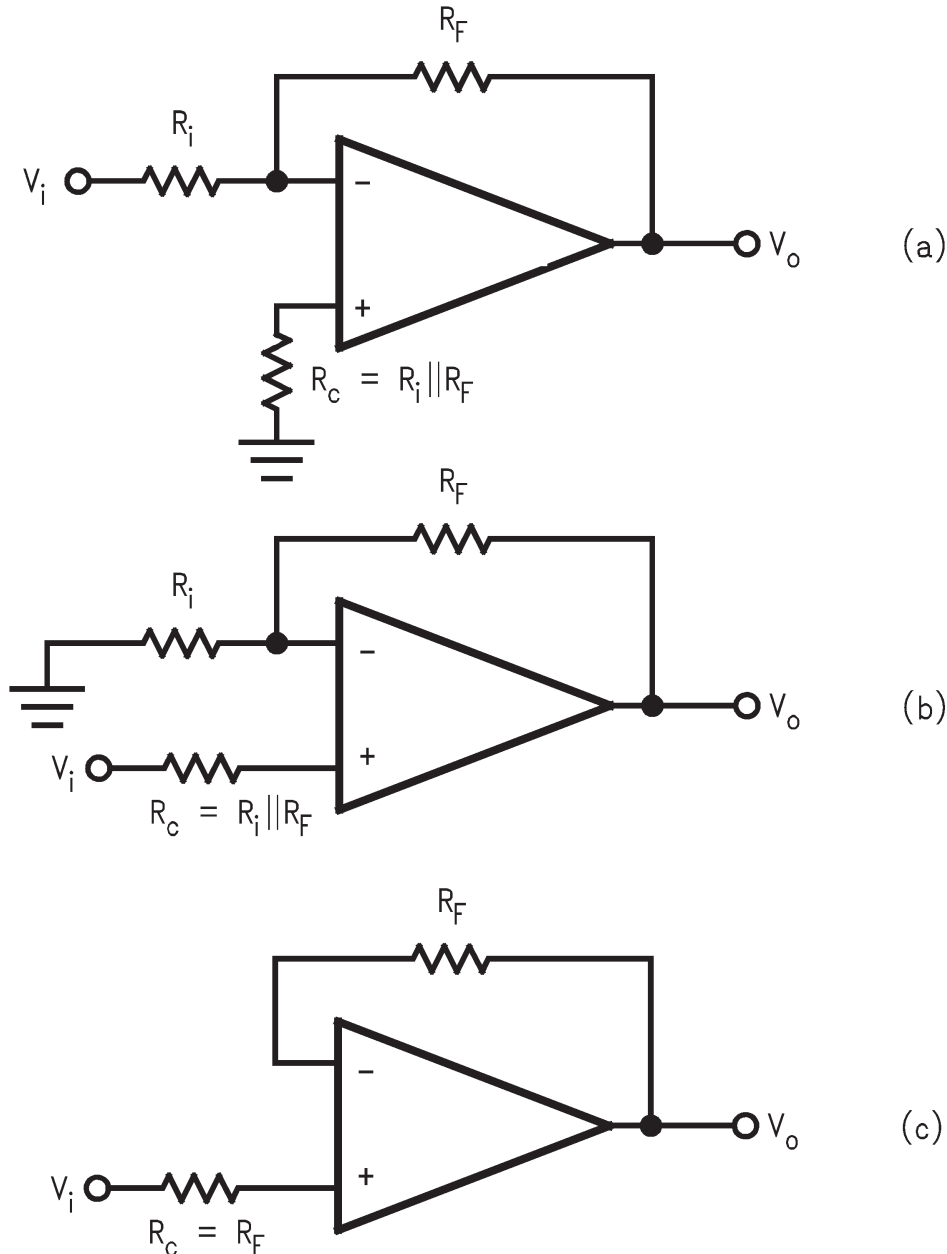 R_F
R_i
V_i
−
V_o
(a)
+
R_c = R_i||R_F
R_F
R_i
−
V_o
(b)
+
V_i
R_c = R_i||R_F
R_F
−
V_o
(c)
+
V_i
R_c = R_F